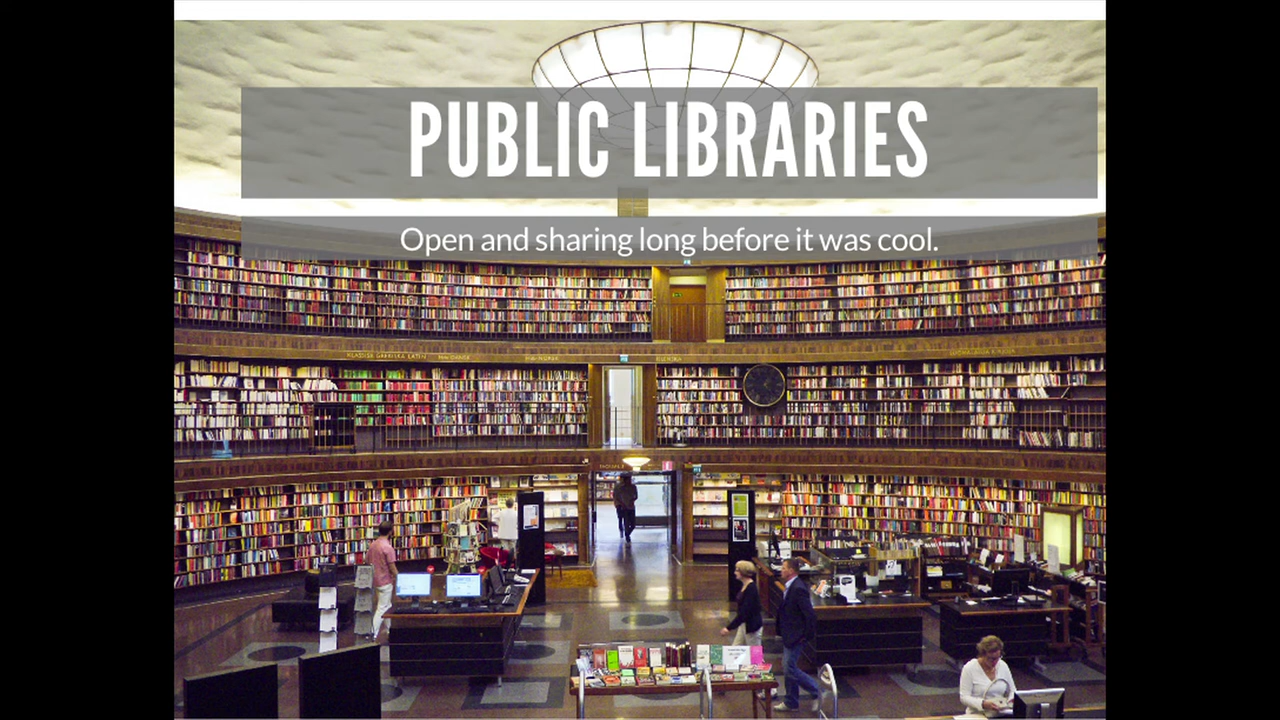 PUBLIC LIBRARIES
Open and sharing long before it was cool.